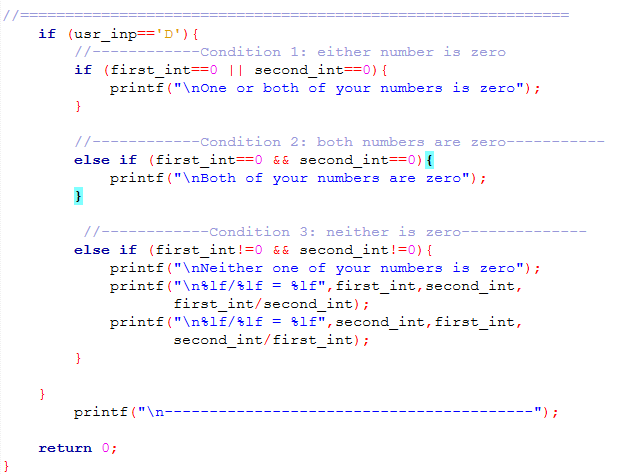 //=============================================================
if (usr_inp=='D'){
//------------Condition 1: either number is zero
if (first_int==0 || second_int==0){
printf("\nOne or both of your numbers is zero");
}
//------------Condition 2: both numbers are zero-----------
else if (first_int==0 && second_int==0){
printf("\nBoth of your numbers are zero");
}
//------------Condition 3: neither is zero--------------
else if (first_int!=0 && second_int!=0){
printf("\nNeither one of your numbers is zero");
printf("\n%lf/%lf = %lf",first_int,second_int,
first_int/second_int);
printf("\n%lf/%lf = %lf",second_int,first_int,
second_int/first_int);
}
}
printf("\n-----------------------------------------");
return 0;
}